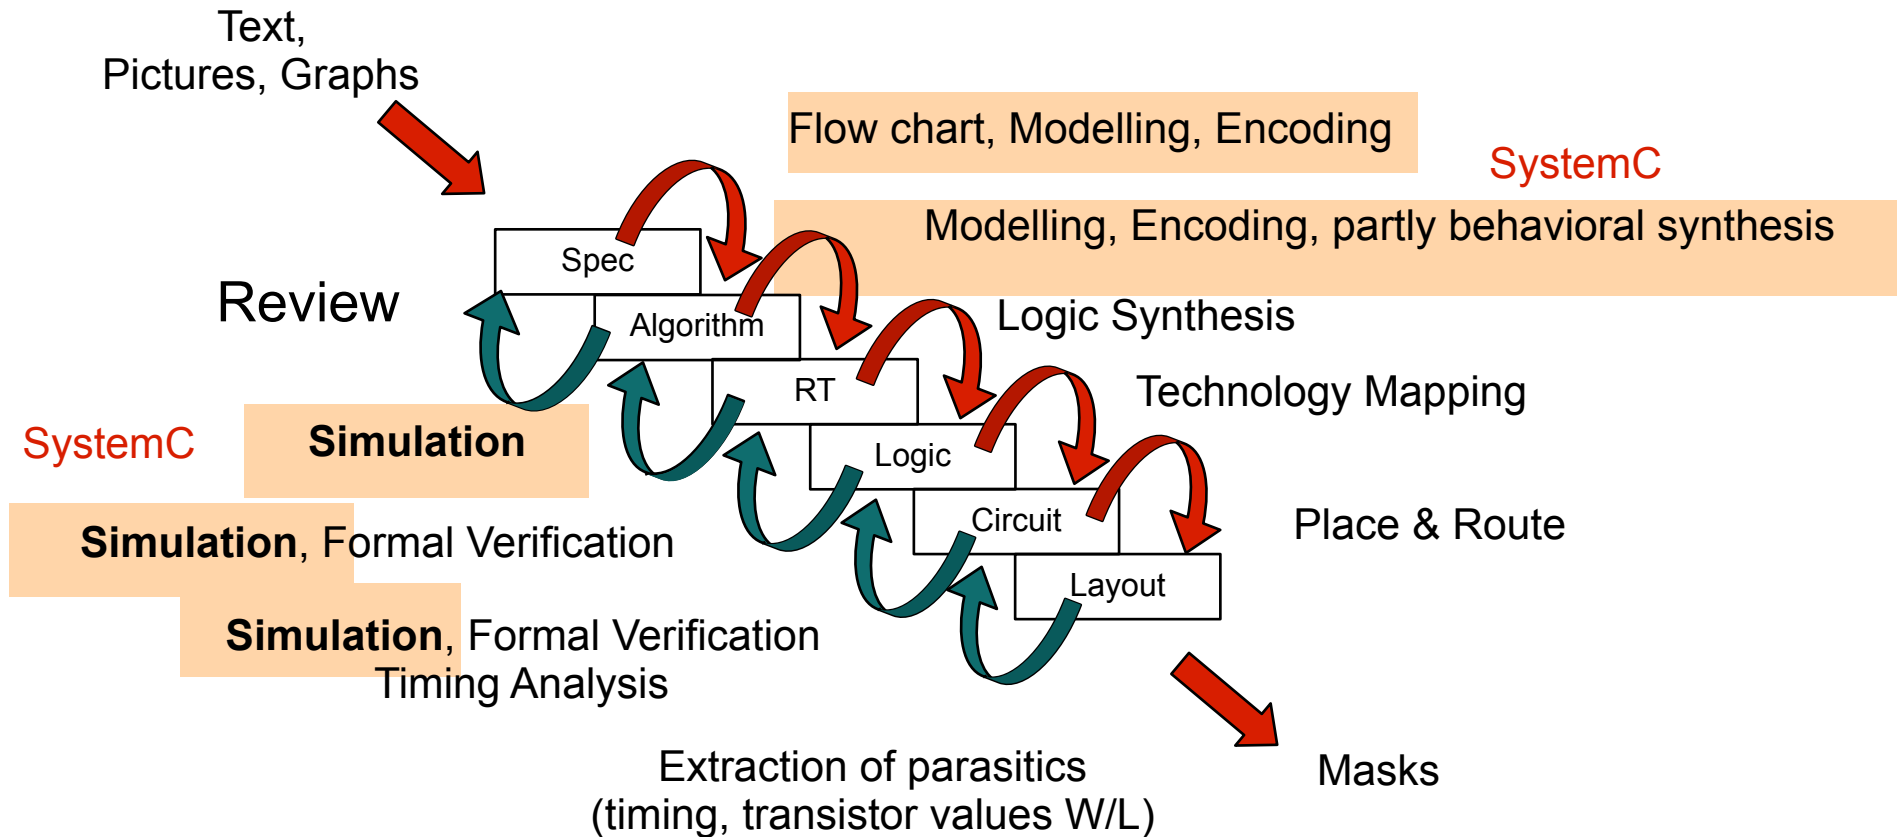 Text,
Pictures, Graphs
Flow chart, Modelling, Encoding
SystemC
Modelling, Encoding, partly behavioral synthesis
Spec
Review
Algorithm
Logic Synthesis
RT
Technology Mapping
SystemC
Simulation
Logic
Circuit
Place & Route
Simulation, Formal Verification
Layout
Simulation, Formal Verification
Timing Analysis
Extraction of parasitics
(timing, transistor values W/L)
Masks